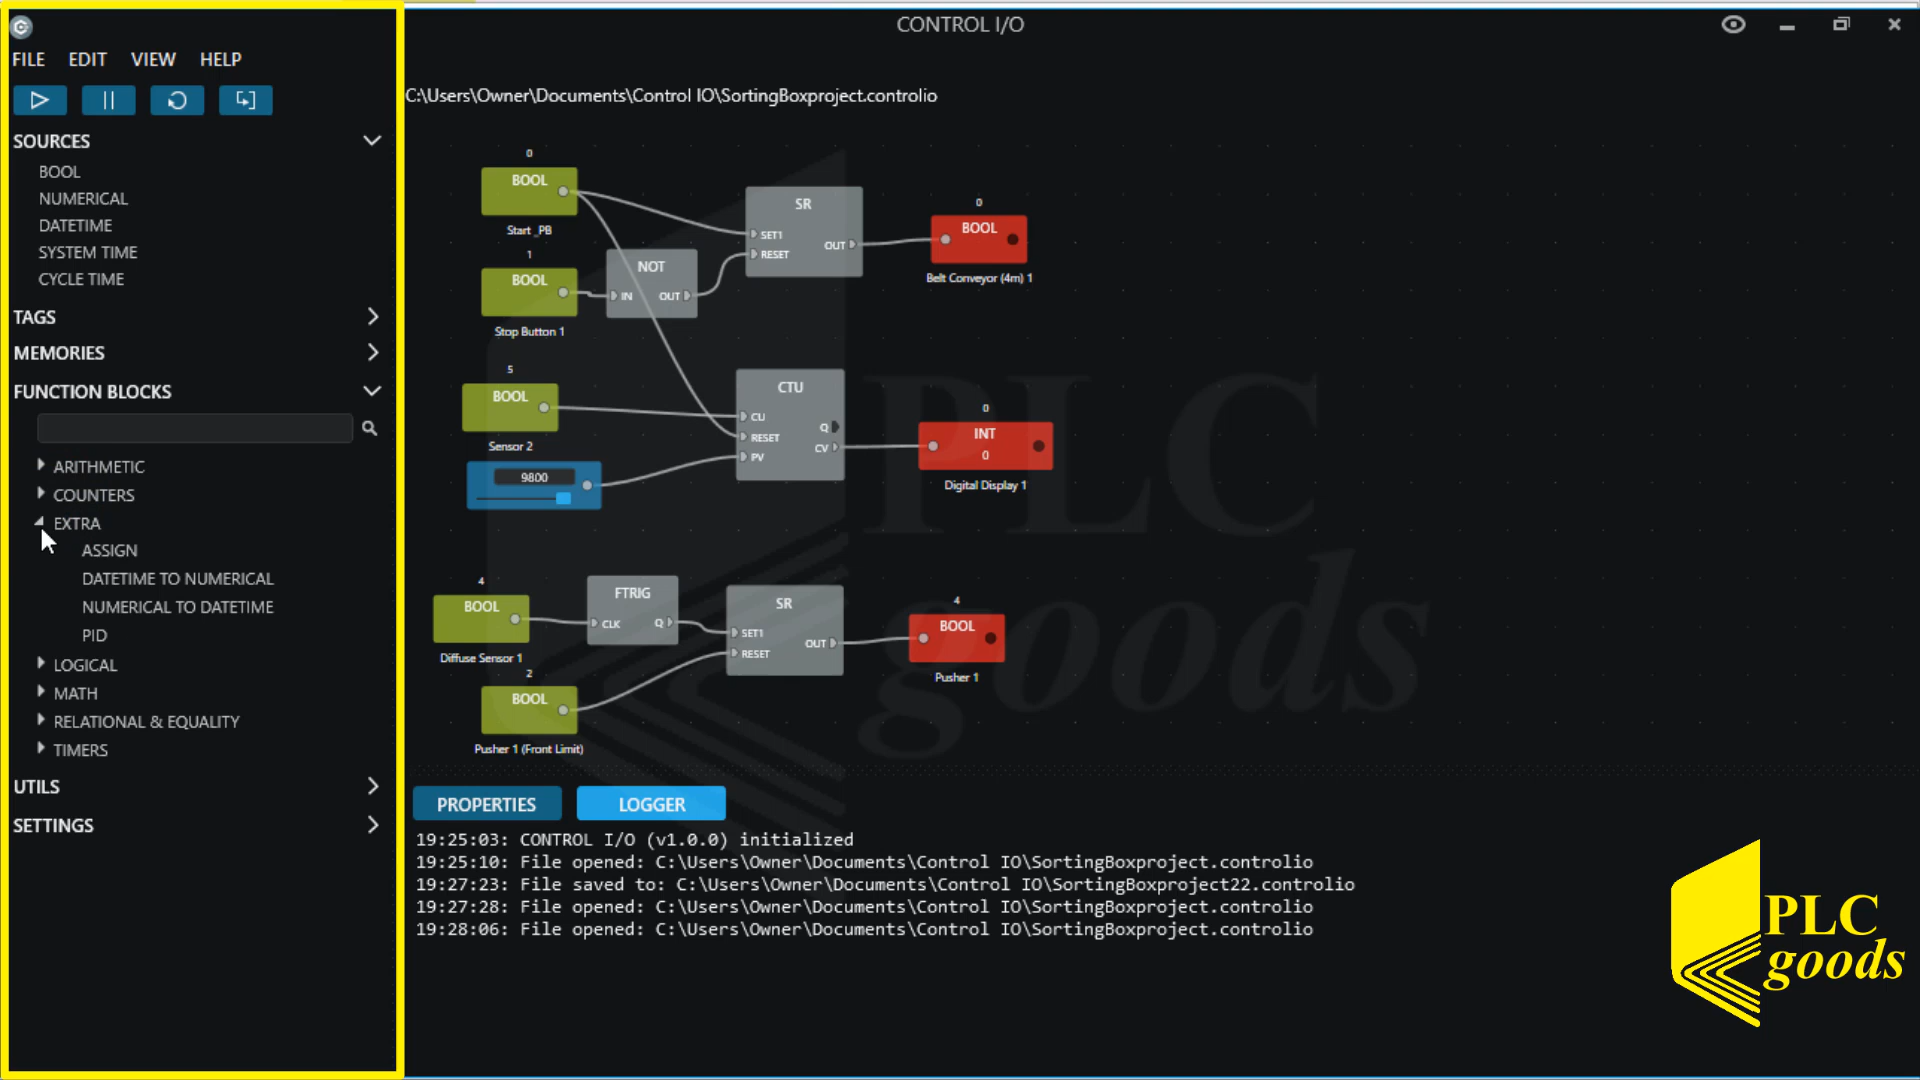 CONTROL I/O
FILE EDIT VIEW HELP
C:\Users\Owner\Documents\Control IO\SortingBoxproject.controlio
SOURCES
BOOL
NUMERICAL
DATETIME
SYSTEM TIME
CYCLE TIME
TAGS
MEMORIES
FUNCTION BLOCKS
ARITHMETIC
COUNTERS
EXTRA
ASSIGN
DATETIME TO NUMERICAL
NUMERICAL TO DATETIME
PID
LOGICAL
MATH
RELATIONAL & EQUALITY
TIMERS
UTILS
SETTINGS
0
BOOL
Start _PB
1
BOOL
Stop Button 1
NOT
IN OUT
SR
SET1
RESET
OUT
0
BOOL
Belt Conveyor (4m) 1
5
BOOL
Sensor 2
9800
CTU
CU
RESET
PV
Q
CV
0
INT
0
Digital Display 1
4
BOOL
Diffuse Sensor 1
FTRIG
CLK Q
2
BOOL
Pusher 1 (Front Limit)
SR
SET1
RESET
OUT
4
BOOL
Pusher 1
PLC
goods
PROPERTIES LOGGER
19:25:03: CONTROL I/O (v1.0.0) initialized
19:25:10: File opened: C:\Users\Owner\Documents\Control IO\SortingBoxproject.controlio
19:27:23: File saved to: C:\Users\Owner\Documents\Control IO\SortingBoxproject22.controlio
19:27:28: File opened: C:\Users\Owner\Documents\Control IO\SortingBoxproject.controlio
19:28:06: File opened: C:\Users\Owner\Documents\Control IO\SortingBoxproject.controlio
PLC
goods